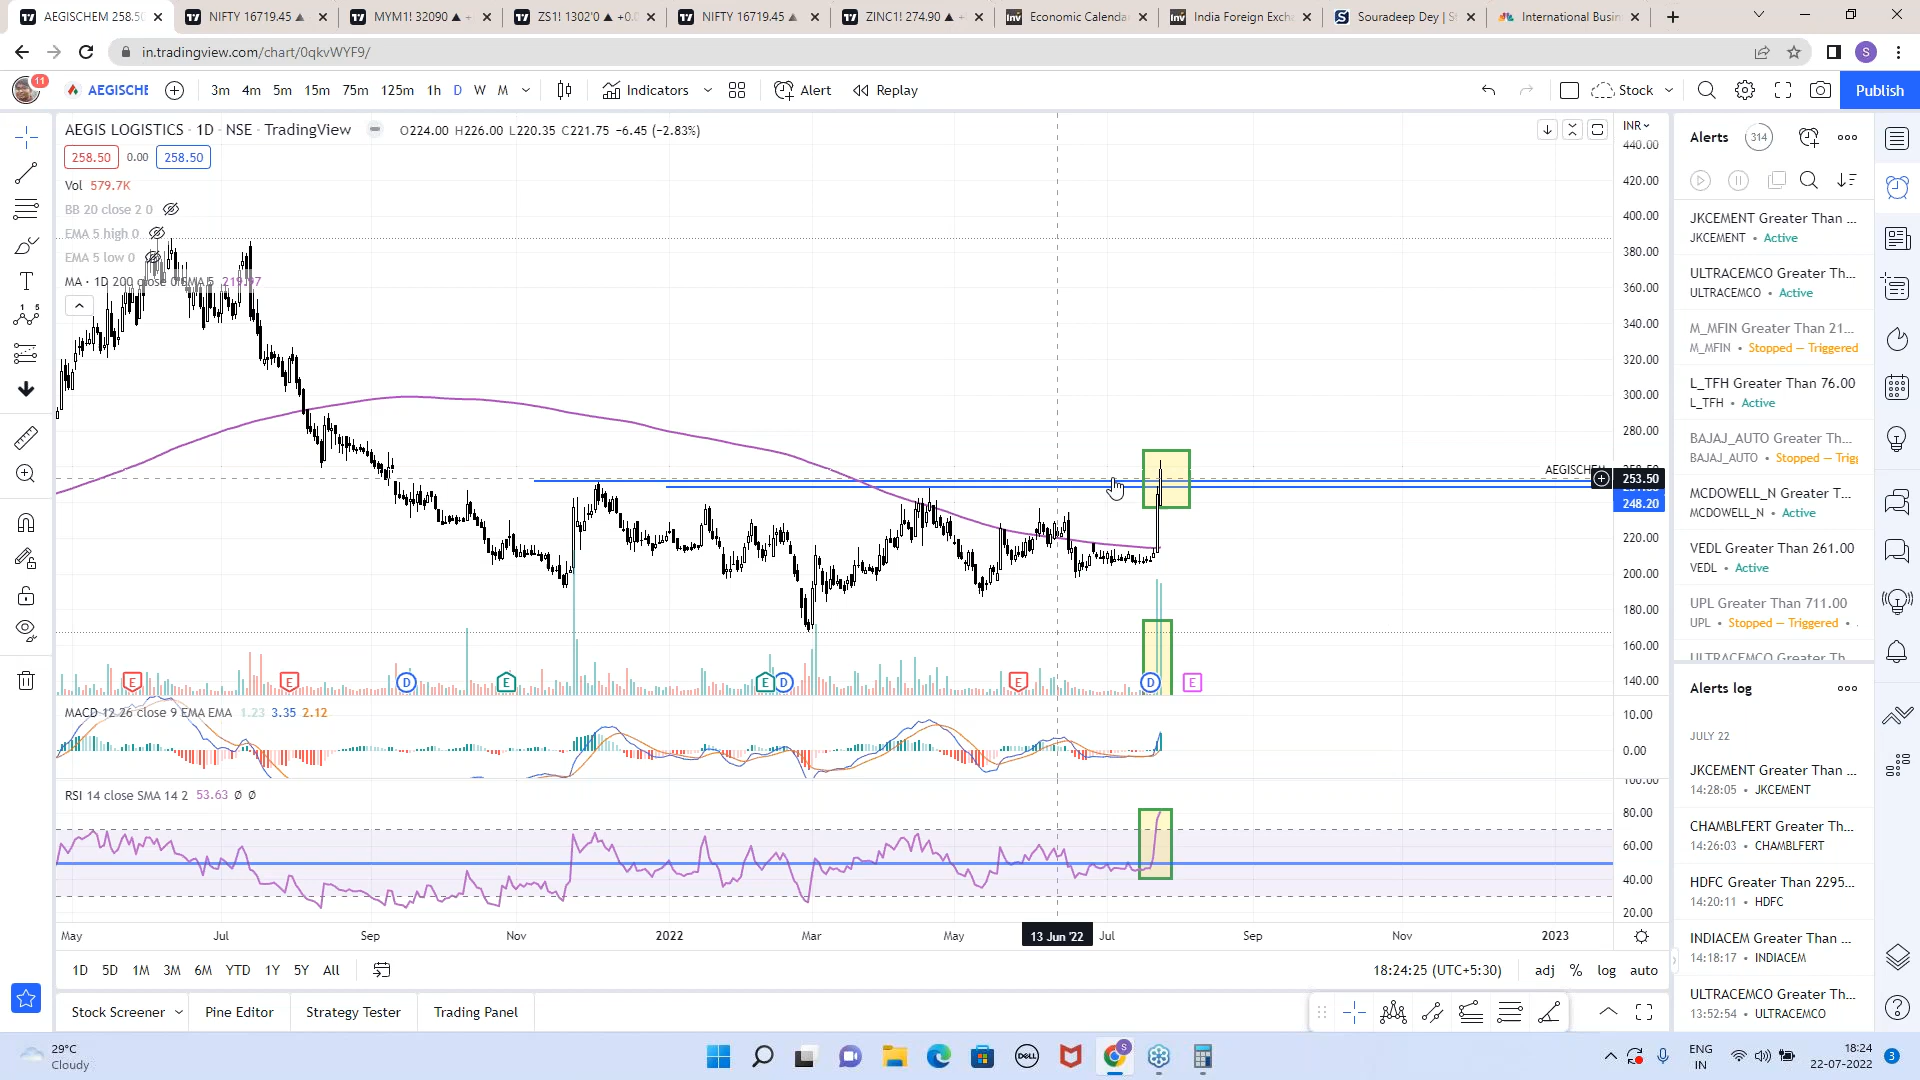 AEGISCHEM 258.50
NIFTY 16719.45
MYM1! 32090
ZS1! 1302'0
NIFTY 16719.45
ZINC1! 274.90
Economic Calenda
India Foreign Exch
Souradeep Dey | S
International Busin
in.tradingview.com/chart/0qkvWYF9/
S
11
AEGISCHE
3m 4m 5m 15m 75m 125m 1h D W M
Indicators
Alert
Replay
Stock
Publish
AEGIS LOGISTICS · 1D · NSE · TradingView
O224.00 H226.00 L220.35 C221.75 −6.45 (−2.83%)
258.50 0.00 258.50
Vol 579.7K
BB 20 close 2 0
EMA 5 high 0
EMA 5 low 0
MA · 1D 200 close 0 EMA 5 219.97
INR
440.00
420.00
400.00
380.00
360.00
340.00
320.00
300.00
280.00
AEGISCHEM
253.50
248.20
220.00
200.00
180.00
160.00
140.00
E E D E E D E D E
MACD 12 26 close 9 EMA EMA 1.23 3.35 2.12
10.00
0.00
RSI 14 close SMA 14 2 53.63 Ø Ø
100.00
80.00
60.00
40.00
20.00
May Jul Sep Nov 2022 Mar May 13 Jun '22 Jul Sep Nov 2023
1D 5D 1M 3M 6M YTD 1Y 5Y All
18:24:25 (UTC+5:30) adj % log auto
Stock Screener Pine Editor Strategy Tester Trading Panel
Alerts 314
JKCEMENT Greater Than ...
JKCEMENT • Active
ULTRACEMCO Greater Th...
ULTRACEMCO • Active
M_MFIN Greater Than 21...
M_MFIN • Stopped — Triggered
L_TFH Greater Than 76.00
L_TFH • Active
BAJAJ_AUTO Greater Th...
BAJAJ_AUTO • Stopped — Trig
MCDOWELL_N Greater T...
MCDOWELL_N • Active
VEDL Greater Than 261.00
VEDL • Active
UPL Greater Than 711.00
UPL • Stopped — Triggered •
ULTRACEMCO Greater Th
Alerts log
JULY 22
JKCEMENT Greater Than ...
14:28:05 • JKCEMENT
CHAMBLFERT Greater Th...
14:26:03 • CHAMBLFERT
HDFC Greater Than 2295...
14:20:11 • HDFC
INDIACEM Greater Than ...
14:18:17 • INDIACEM
ULTRACEMCO Greater Th...
13:52:54 • ULTRACEMCO
29°C
Cloudy
DELL
S
ENG
IN
18:24
22-07-2022
3